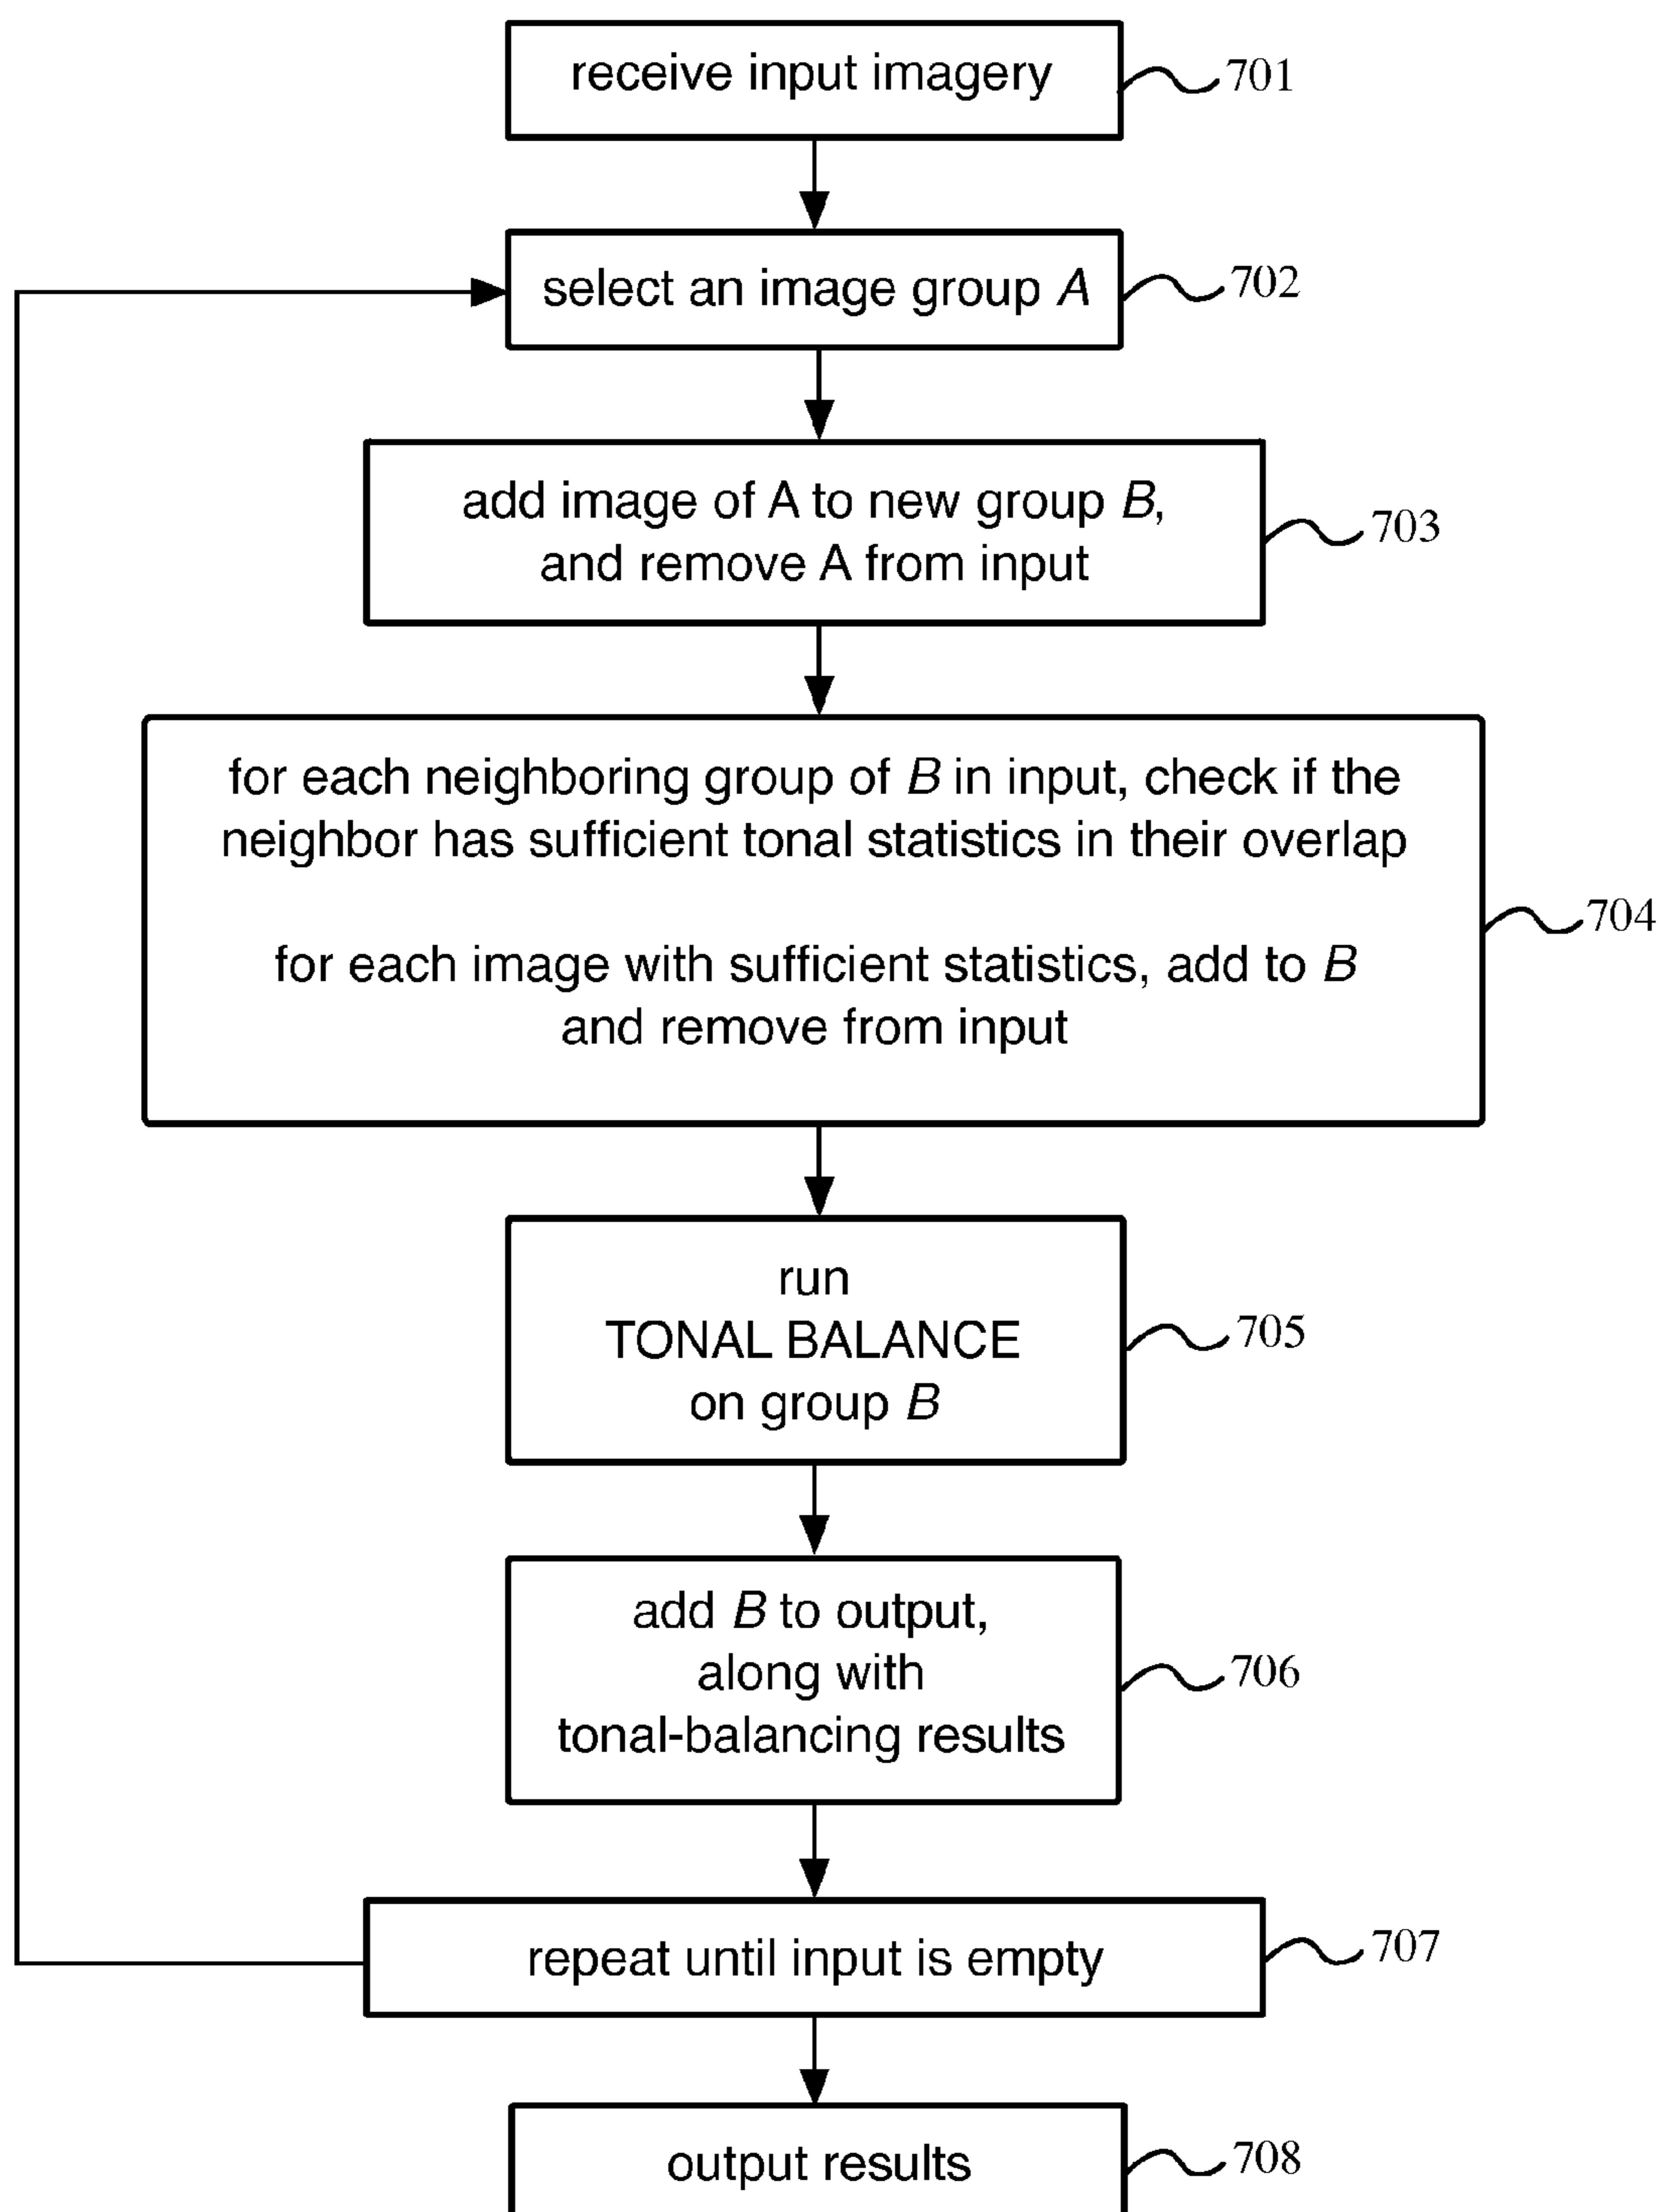 receive input imagery
701
select an image group A
702
add image of A to new group B,
and remove A from input
703
for each neighboring group of B in input, check if the
neighbor has sufficient tonal statistics in their overlap
for each image with sufficient statistics, add to B
and remove from input
704
run
TONAL BALANCE
on group B
705
add B to output,
along with
tonal-balancing results
706
repeat until input is empty
707
output results
708